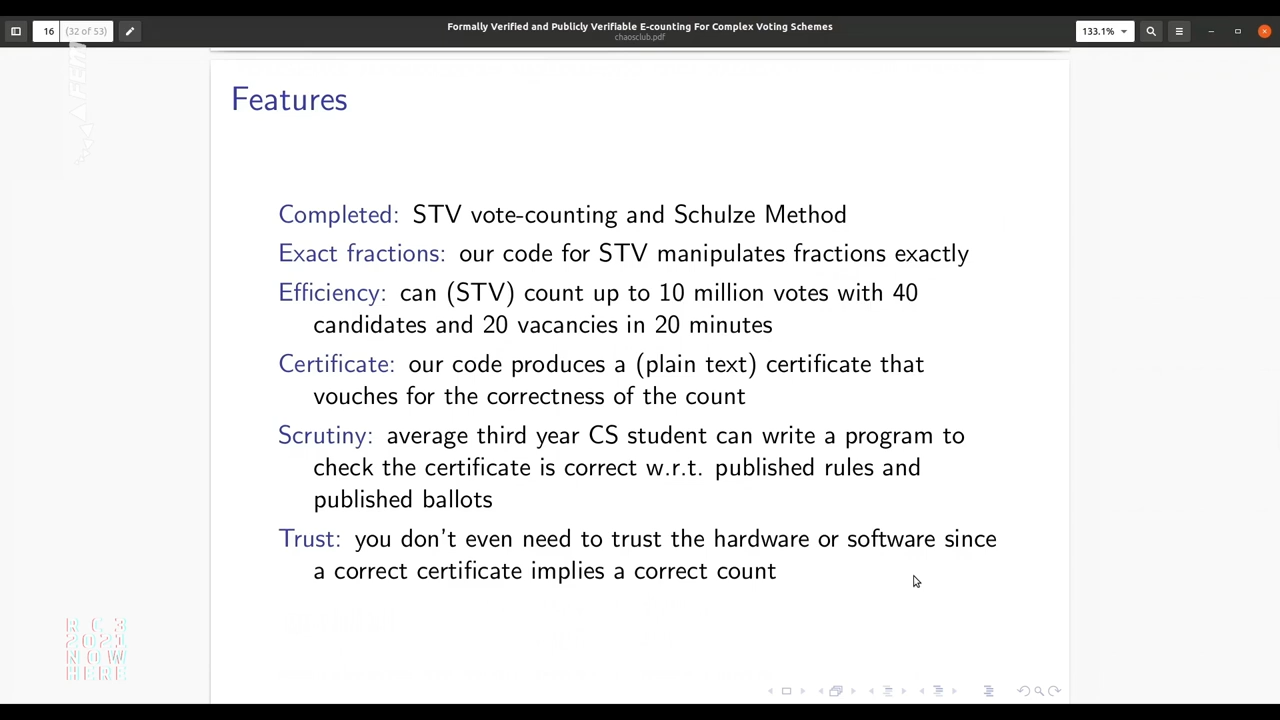 Formally Verified and Publicly Verifiable E-counting For Complex Voting Schemes
16 (32 of 53)
chaosclub.pdf
133.1%
Features
Completed: STV vote-counting and Schulze Method
Exact fractions: our code for STV manipulates fractions exactly
Efficiency: can (STV) count up to 10 million votes with 40
candidates and 20 vacancies in 20 minutes
Certificate: our code produces a (plain text) certificate that
vouches for the correctness of the count
Scrutiny: average third year CS student can write a program to
check the certificate is correct w.r.t. published rules and
published ballots
Trust: you don't even need to trust the hardware or software since
a correct certificate implies a correct count
RC3
2021
NOW
HERE